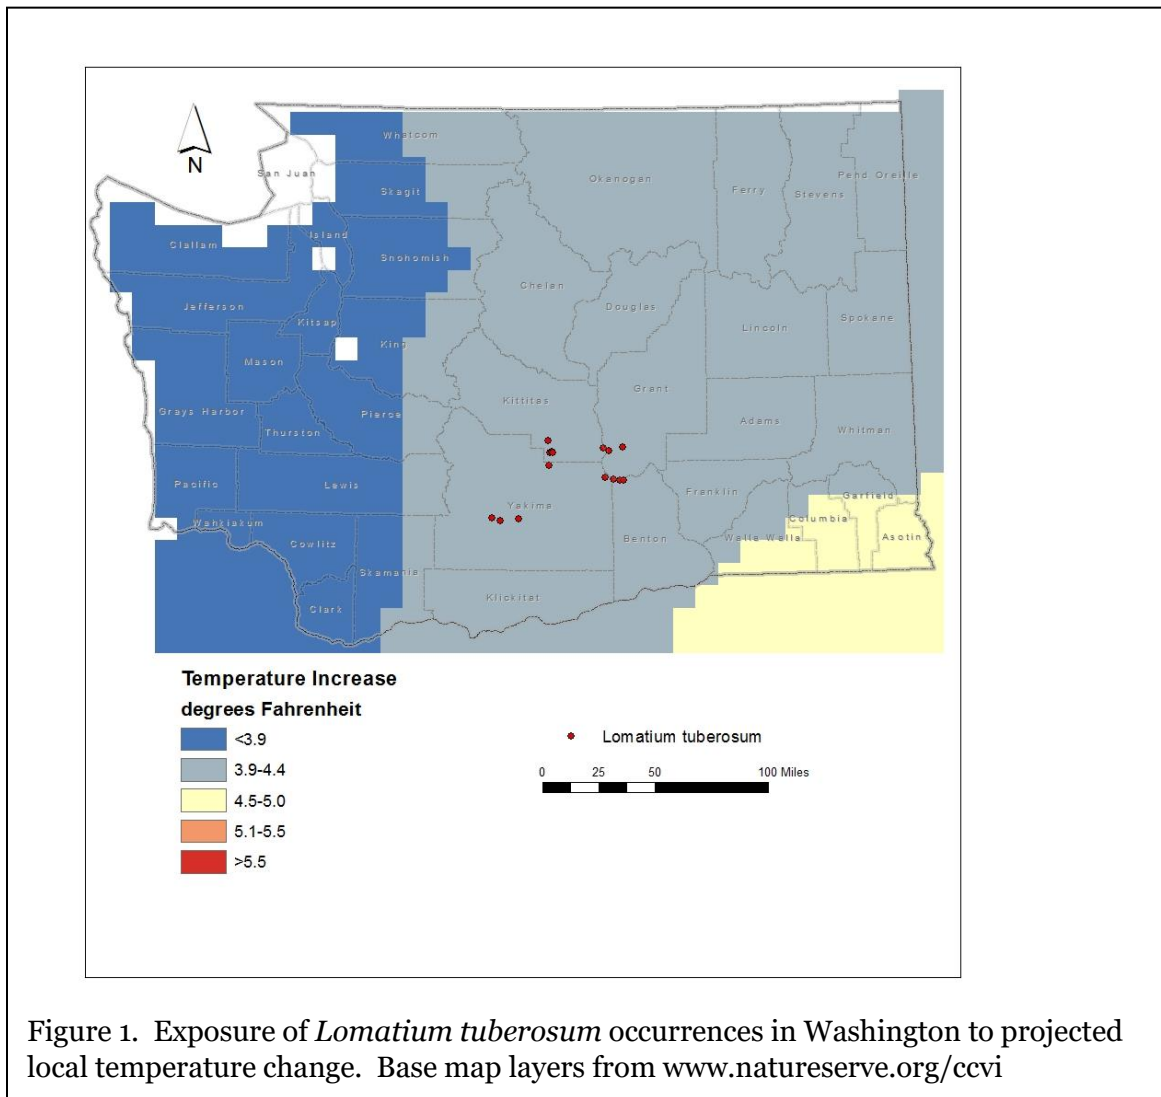 N
Whatcom
San Juan
Okanogan
Pend Oreille
Ferry
Stevens
Skagit
Island
Clallam
Snohomish
Chelan
Jefferson
Douglas
Kitsap
Lincoln
Spokane
King
Mason
Grant
Kittitas
Grays Harbor
Pierce
Adams
Thurston
Whitman
Pacific
Lewis
Franklin
Garfield
Yakima
Columbia
Wahkiakum
Walla Walla
Asotin
Cowlitz
Benton
Skamania
Klickitat
Clark
Temperature Increase
degrees Fahrenheit
<3.9
3.9-4.4
4.5-5.0
5.1-5.5
>5.5
Lomatium tuberosum
0 25 50 100 Miles
Figure 1. Exposure of Lomatium tuberosum occurrences in Washington to projected
local temperature change. Base map layers from www.natureserve.org/ccvi